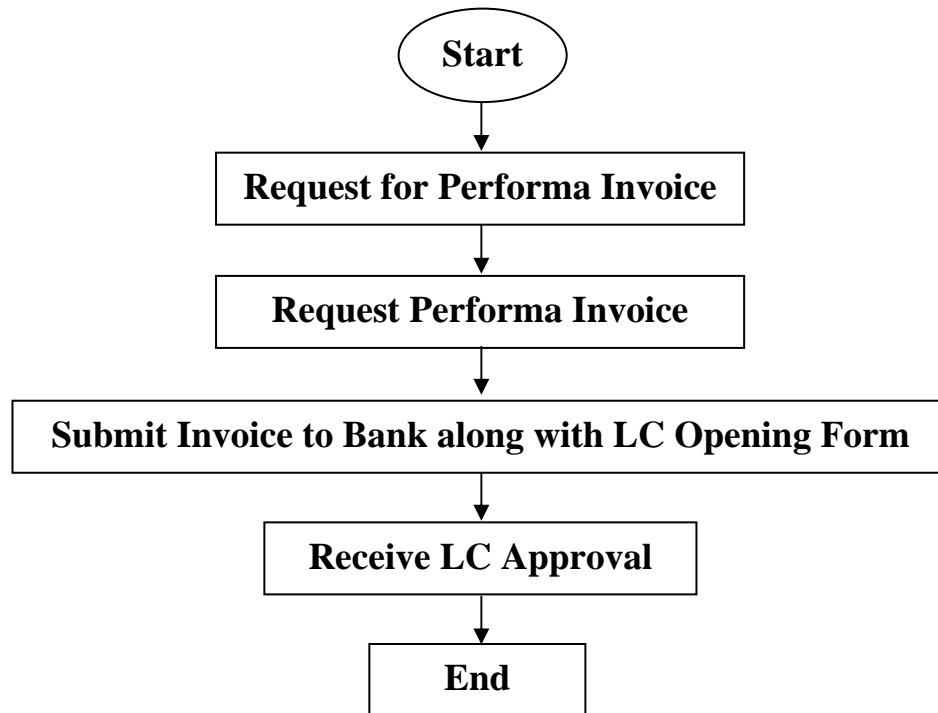 Start
Request for Performa Invoice
Request Performa Invoice
Submit Invoice to Bank along with LC Opening Form
Receive LC Approval
End